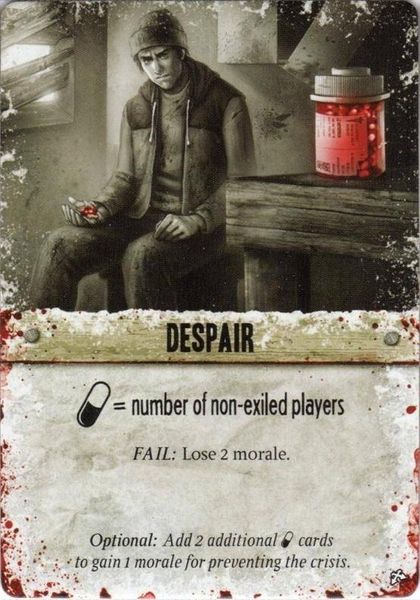 DESPAIR
= number of non-exiled players
FAIL: Lose 2 morale.
Optional: Add 2 additional cards
to gain 1 morale for preventing the crisis.